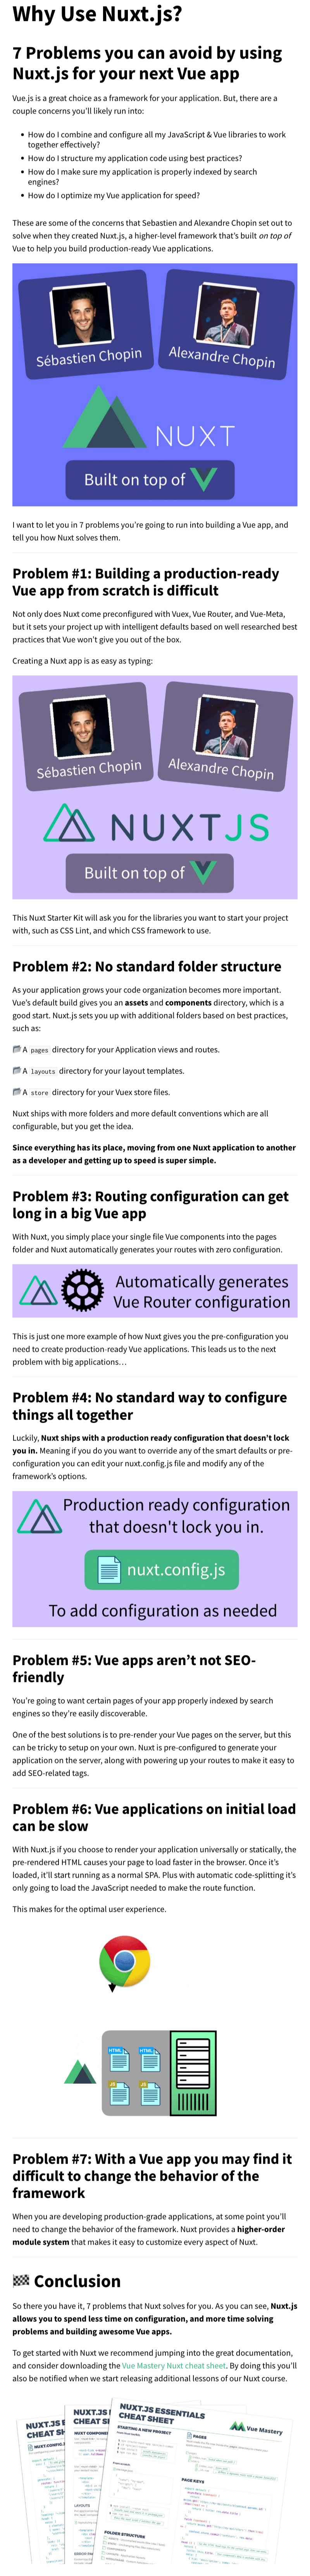 Why Use Nuxt.js?
7 Problems you can avoid by using
Nuxt.js for your next Vue app
Vue.js is a great choice as a framework for your application. But, there are a
couple concerns you'll likely run into:
• How do I combine and configure all my JavaScript & Vue libraries to work
together effectively?
• How do I structure my application code using best practices?
• How do I make sure my application is properly indexed by search
engines?
• How do I optimize my Vue application for speed?
These are some of the concerns that Sebastien and Alexandre Chopin set out to
solve when they created Nuxt.js, a higher-level framework that's built on top of
Vue to help you build production-ready Vue applications.
Sébastien Chopin
Alexandre Chopin
NUXT
Built on top of
I want to let you in 7 problems you're going to run into building a Vue app, and
tell you how Nuxt solves them.
Problem #1: Building a production-ready
Vue app from scratch is difficult
Not only does Nuxt come preconfigured with Vuex, Vue Router, and Vue-Meta,
but it sets your project up with intelligent defaults based on well researched best
practices that Vue won't give you out of the box.
Creating a Nuxt app is as easy as typing:
Sébastien Chopin
Alexandre Chopin
NUXTJS
Built on top of
This Nuxt Starter Kit will ask you for the libraries you want to start your project
with, such as CSS Lint, and which CSS framework to use.
Problem #2: No standard folder structure
As your application grows your code organization becomes more important.
Vue's default build gives you an assets and components directory, which is a
good start. Nuxt.js sets you up with additional folders based on best practices,
such as:
A pages directory for your Application views and routes.
A layouts directory for your layout templates.
A store directory for your Vuex store files.
Nuxt ships with more folders and more default conventions which are all
configurable, but you get the idea.
Since everything has its place, moving from one Nuxt application to another
as a developer and getting up to speed is super simple.
Problem #3: Routing configuration can get
long in a big Vue app
With Nuxt, you simply place your single file Vue components into the pages
folder and Nuxt automatically generates your routes with zero configuration.
Automatically generates
Vue Router configuration
This is just one more example of how Nuxt gives you the pre-configuration you
need to create production-ready Vue applications. This leads us to the next
problem with big applications…
Problem #4: No standard way to configure
things all together
Luckily, Nuxt ships with a production ready configuration that doesn't lock
you in. Meaning if you do you want to override any of the smart defaults or pre-
configuration you can edit your nuxt.config.js file and modify any of the
framework's options.
Production ready configuration
that doesn't lock you in.
nuxt.config.js
To add configuration as needed
Problem #5: Vue apps aren't not SEO-
friendly
You're going to want certain pages of your app properly indexed by search
engines so they're easily discoverable.
One of the best solutions is to pre-render your Vue pages on the server, but this
can be tricky to setup on your own. Nuxt is pre-configured to generate your
application on the server, along with powering up your routes to make it easy to
add SEO-related tags.
Problem #6: Vue applications on initial load
can be slow
With Nuxt.js if you choose to render your application universally or statically, the
pre-rendered HTML causes your page to load faster in the browser. Once it's
loaded, it'll start running as a normal SPA. Plus with automatic code-splitting it's
only going to load the JavaScript needed to make the route function.
This makes for the optimal user experience.
HTML HTML
JS JS
Problem #7: With a Vue app you may find it
difficult to change the behavior of the
framework
When you are developing production-grade applications, at some point you'll
need to change the behavior of the framework. Nuxt provides a higher-order
module system that makes it easy to customize every aspect of Nuxt.
Conclusion
So there you have it, 7 problems that Nuxt solves for you. As you can see, Nuxt.js
allows you to spend less time on configuration, and more time solving
problems and building awesome Vue apps.
To get started with Nuxt we recommend jumping into the great documentation,
and consider downloading the Vue Mastery Nuxt cheat sheet. By doing this you'll
also be notified when we start releasing additional lessons of our Nuxt course.
NUXT.JS ESSENTIALS
CHEAT SHEET
Vue Mastery
STARTING A NEW PROJECT
PAGES
PAGE KEYS
FOLDER STRUCTURE
NUXT.JS
CHEAT SH
NUXT COMPONENTS
LAYOUTS
NUXT.JS E
CHEAT SHE